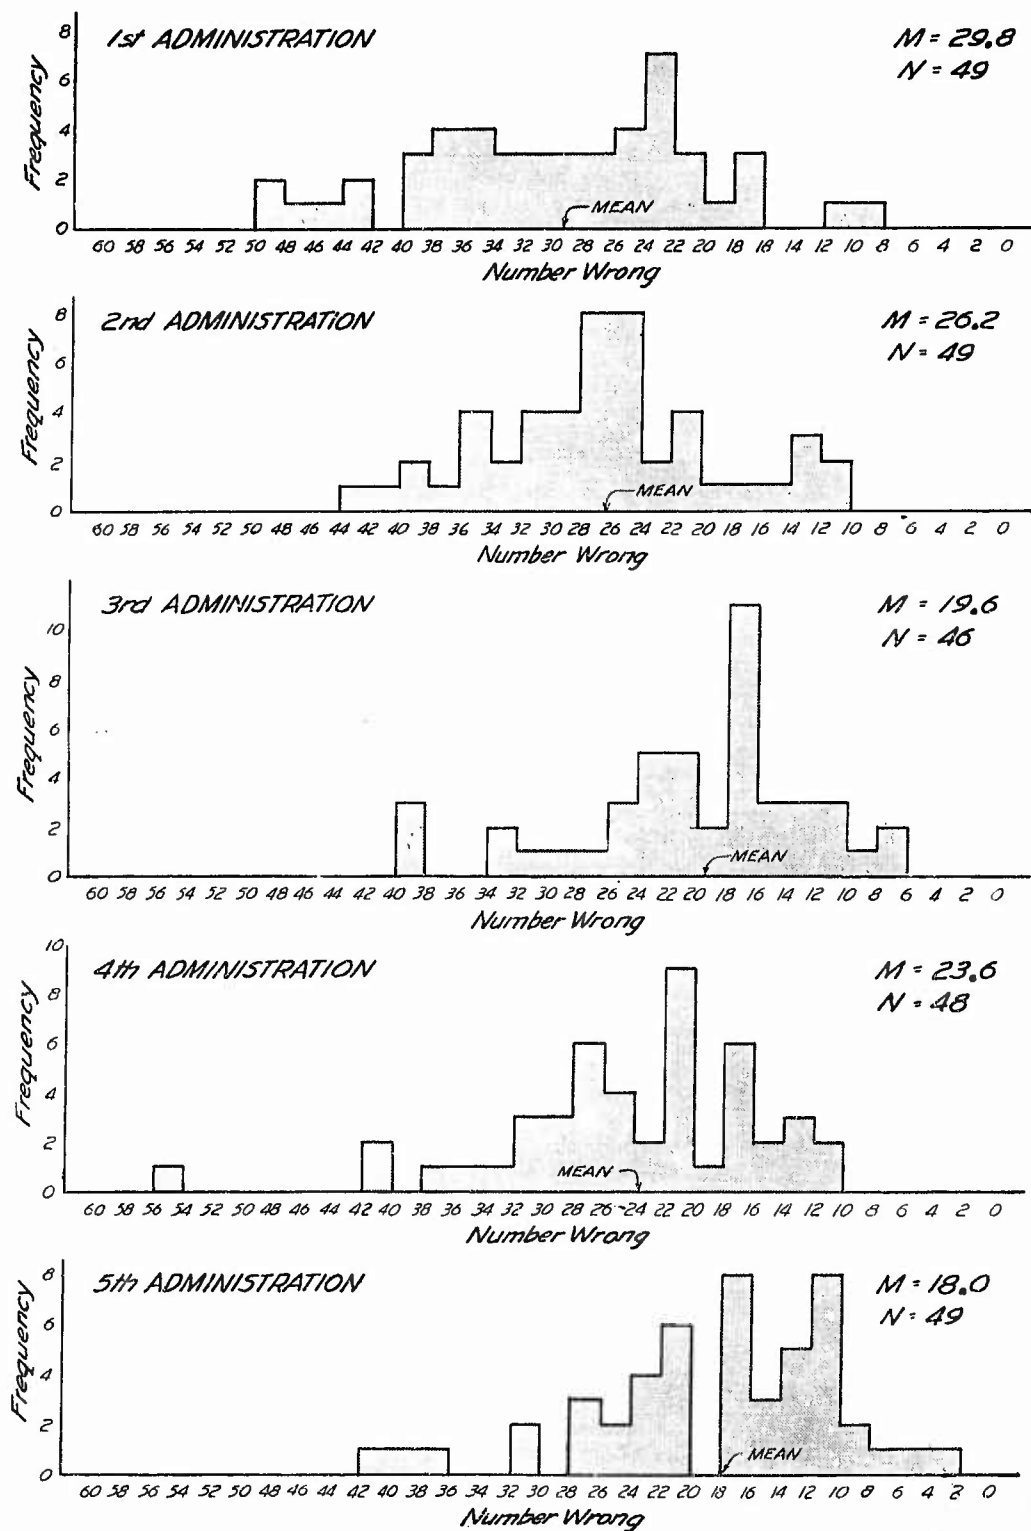 1st ADMINISTRATION
M = 29.8
N = 49
Frequency
8
6
4
2
0
MEAN
60 58 56 54 52 50 48 46 44 42 40 38 36 34 32 30 28 26 24 22 20 18 16 14 12 10 8 6 4 2 0
Number Wrong
2nd ADMINISTRATION
M = 26.2
N = 49
Frequency
8
6
4
2
0
MEAN
60 58 56 54 52 50 48 46 44 42 40 38 36 34 32 30 28 26 24 22 20 18 16 14 12 10 8 6 4 2 0
Number Wrong
3rd ADMINISTRATION
M = 19.6
N = 46
Frequency
10
8
6
4
2
0
MEAN
60 58 56 54 52 50 48 46 44 42 40 38 36 34 32 30 28 26 24 22 20 18 16 14 12 10 8 6 4 2 0
Number Wrong
4th ADMINISTRATION
M = 23.6
N = 48
Frequency
10
8
6
4
2
0
MEAN
60 58 56 54 52 50 48 46 44 42 40 38 36 34 32 30 28 26 24 22 20 18 16 14 12 10 8 6 4 2 0
Number Wrong
5th ADMINISTRATION
M = 18.0
N = 49
Frequency
8
6
4
2
0
MEAN
60 58 56 54 52 50 48 46 44 42 40 38 36 34 32 30 28 26 24 22 20 18 16 14 12 10 8 6 4 2 0
Number Wrong